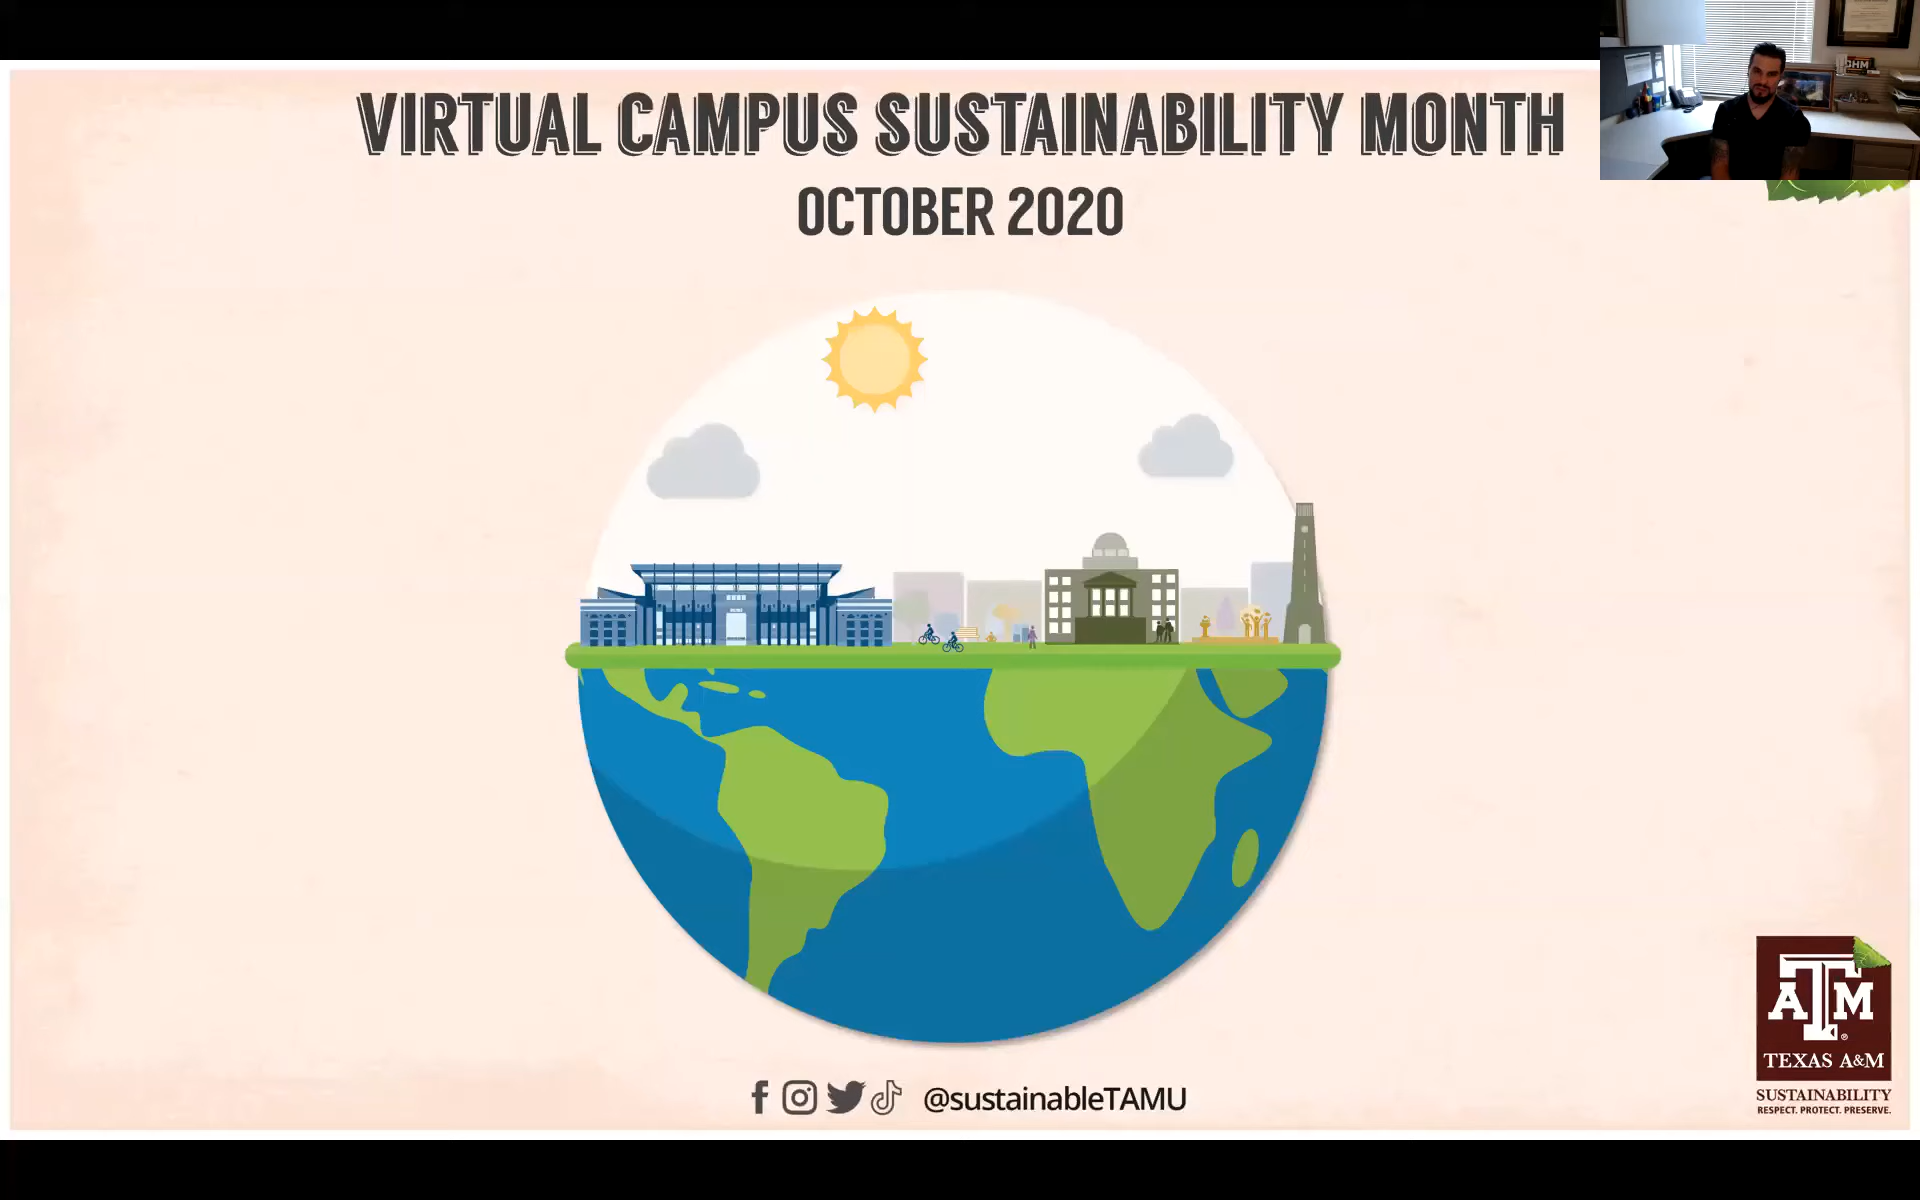 VIRTUAL CAMPUS SUSTAINABILITY MONTH
OCTOBER 2020
@sustainableTAMU
ATM
TEXAS A&M
SUSTAINABILITY
RESPECT. PROTECT. PRESERVE.